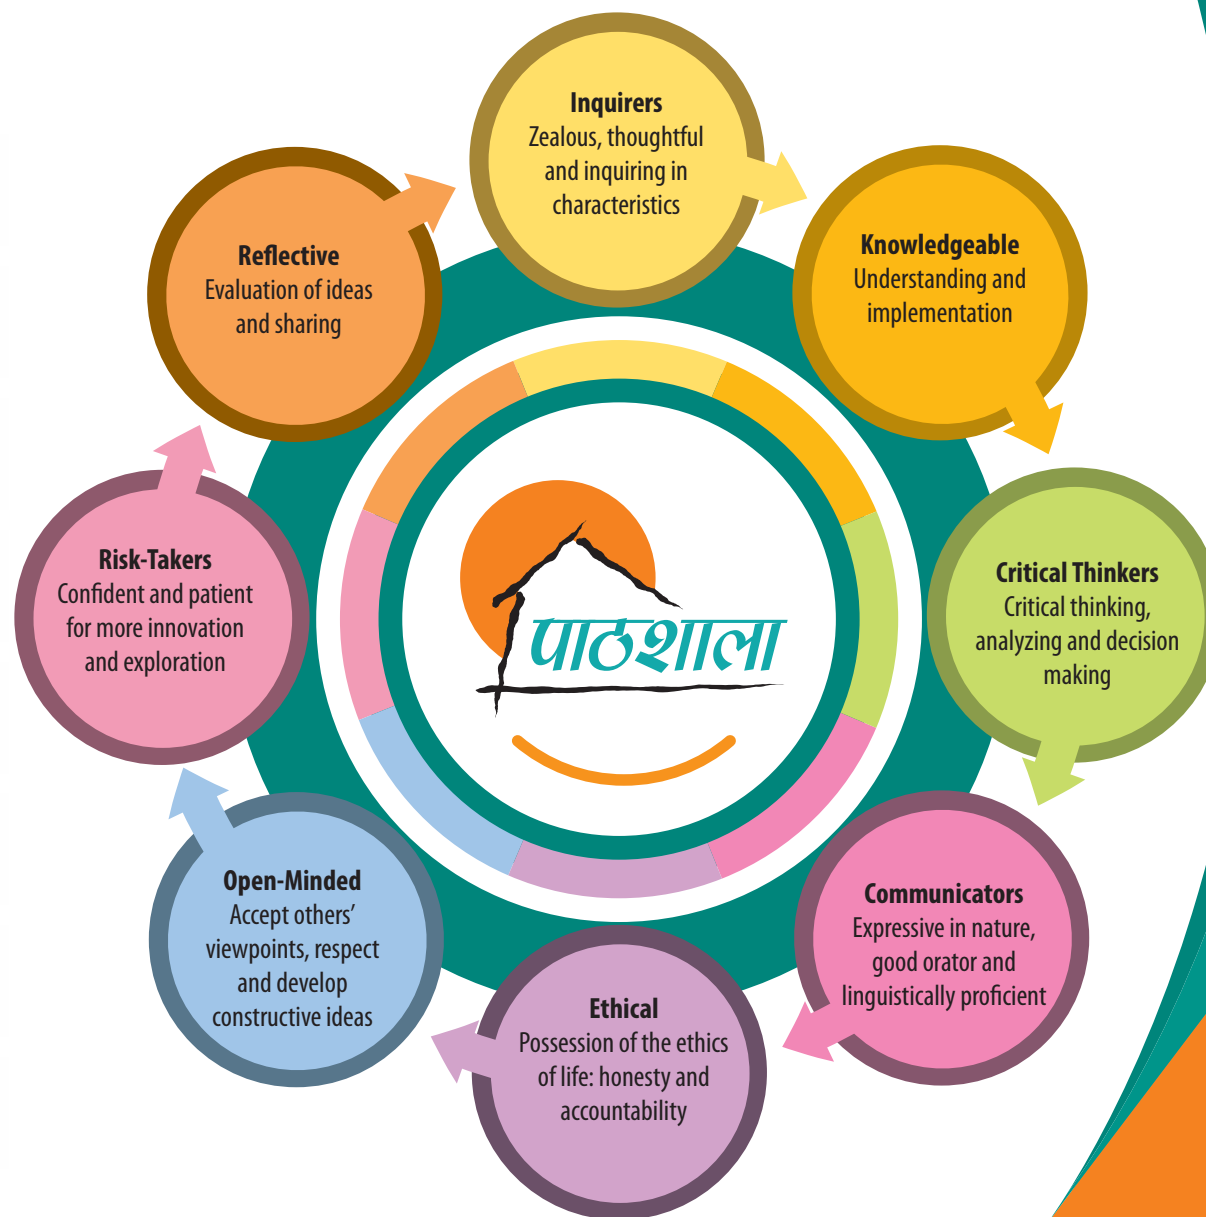 Inquirers
Zealous, thoughtful
and inquiring in
characteristics
Knowledgeable
Understanding and
implementation
Critical Thinkers
Critical thinking,
analyzing and decision
making
Communicators
Expressive in nature,
good orator and
linguistically proficient
Ethical
Possession of the ethics
of life: honesty and
accountability
Open-Minded
Accept others’
viewpoints, respect
and develop
constructive ideas
Risk-Takers
Confident and patient
for more innovation
and exploration
Reflective
Evaluation of ideas
and sharing
पाठशाला